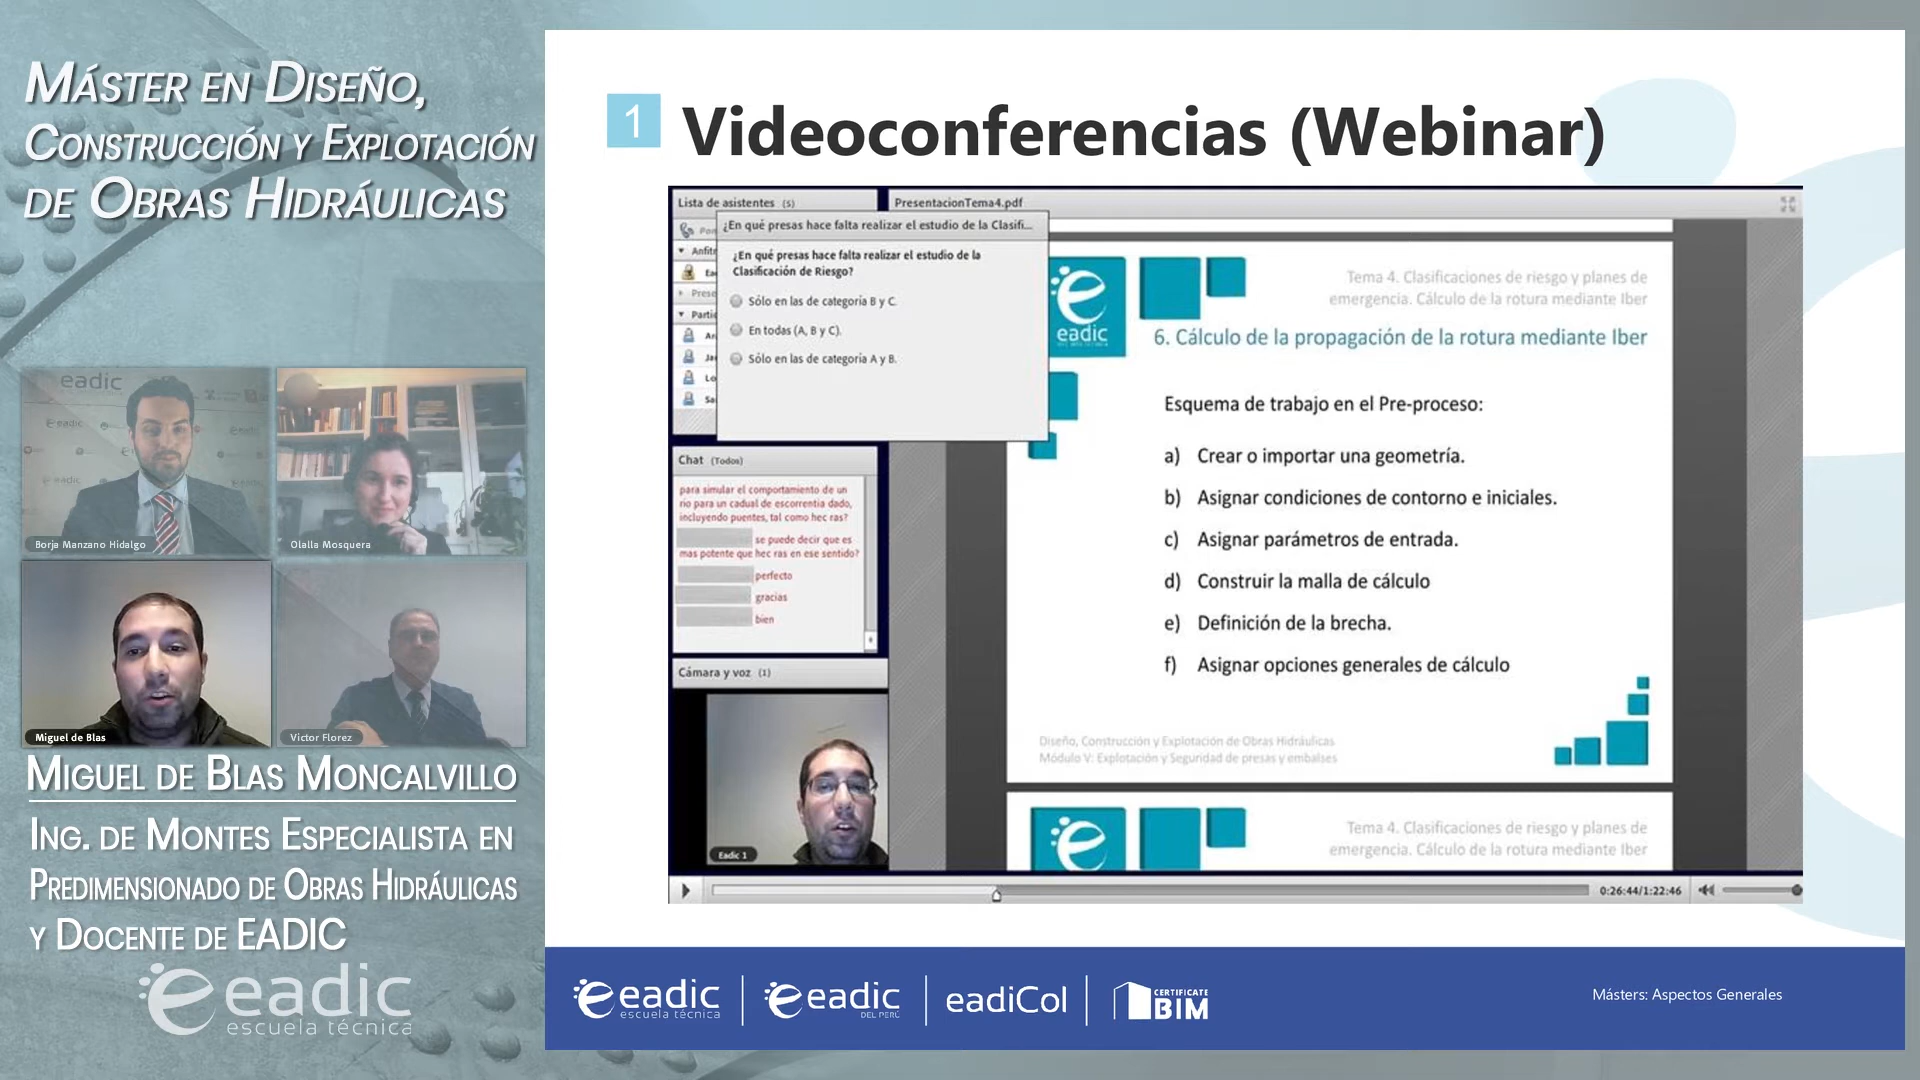 Máster en Diseño,
Construcción y Explotación
de Obras Hidráulicas
eadic
eadic
Borja Manzano Hidalgo
Olalla Mosquera
Miguel de Blas
Victor Florez
Miguel de Blas Moncalvillo
Ing. de Montes Especialista en
Predimensionado de Obras Hidráulicas
y Docente de EADIC
eadic
escuela técnica
1 Videoconferencias (Webinar)
Lista de asistentes (5)
PresentacionTema4.pdf
¿En qué presas hace falta realizar el estudio de la Clasifi...
¿En qué presas hace falta realizar el estudio de la
Clasificación de Riesgo?
Sólo en las de categoría B y C.
En todas (A, B y C).
Sólo en las de categoría A y B.
Chat (Todos)
para simular el comportamiento de un
rio para un cadual de escorrentia dado,
incluyendo puentes, tal como hec ras?
se puede decir que es
mas potente que hec ras en ese sentido?
perfecto
gracias
bien
Cámara y voz (1)
Eadic 1
eadic
Tema 4. Clasificaciones de riesgo y planes de
emergencia. Cálculo de la rotura mediante Iber
6. Cálculo de la propagación de la rotura mediante Iber
Esquema de trabajo en el Pre-proceso:
a) Crear o importar una geometría.
b) Asignar condiciones de contorno e iniciales.
c) Asignar parámetros de entrada.
d) Construir la malla de cálculo
e) Definición de la brecha.
f) Asignar opciones generales de cálculo
Diseño, Construcción y Explotación de Obras Hidráulicas
Módulo V: Explotación y Seguridad de presas y embalses
Tema 4. Clasificaciones de riesgo y planes de
emergencia. Cálculo de la rotura mediante Iber
0:26:44/1:22:46
eadic
escuela técnica
eadic
DEL PERÚ
eadiCol
CERTIFICATE
BIM
Másters: Aspectos Generales